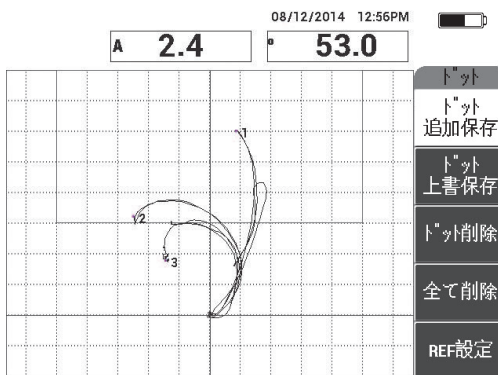 08/12/2014 12:56PM
A 2.4
° 53.0
1
2
3
ドット
ドット
追加保存
ドット
上書保存
ドット削除
全て削除
REF設定